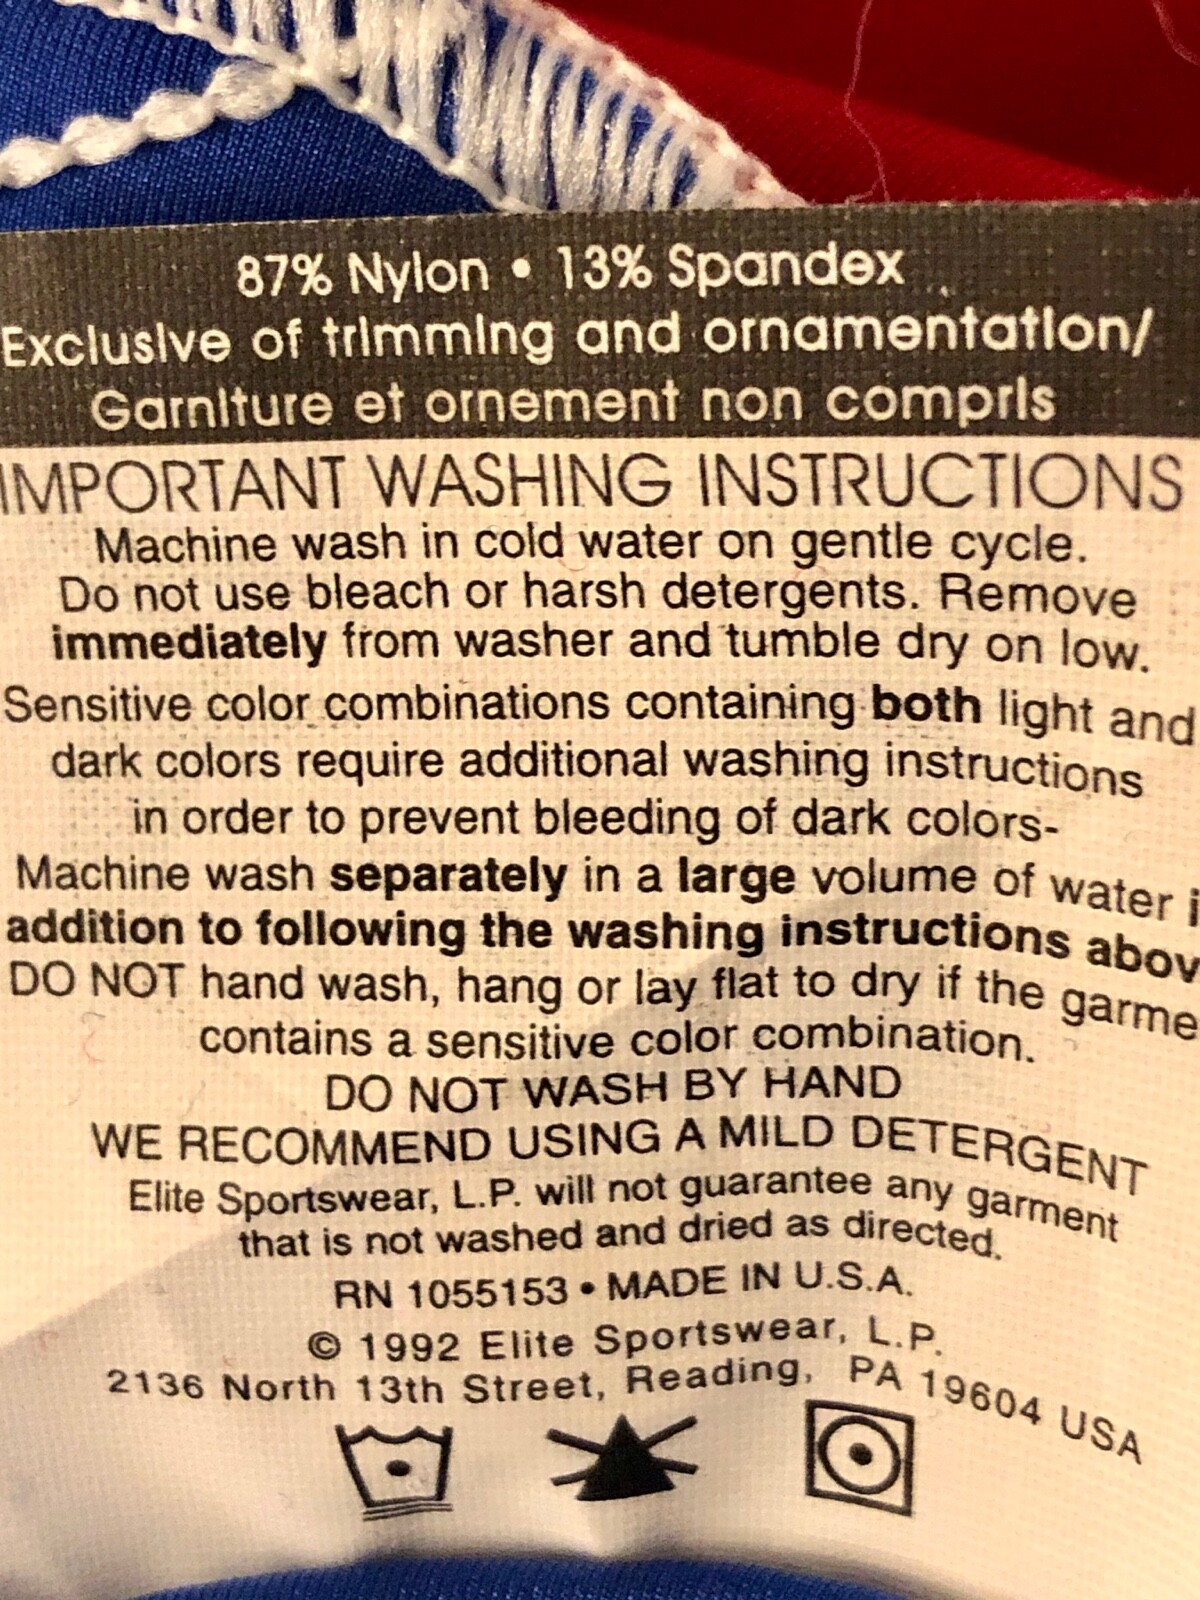 87% Nylon • 13% Spandex
Exclusive of trimming and ornamentation/
Garniture et ornement non compris
IMPORTANT WASHING INSTRUCTIONS
Machine wash in cold water on gentle cycle.
Do not use bleach or harsh detergents. Remove
immediately from washer and tumble dry on low.
Sensitive color combinations containing both light and
dark colors require additional washing instructions
in order to prevent bleeding of dark colors-
Machine wash separately in a large volume of water i
addition to following the washing instructions abov
DO NOT hand wash, hang or lay flat to dry if the garme
contains a sensitive color combination.
DO NOT WASH BY HAND
WE RECOMMEND USING A MILD DETERGENT
Elite Sportswear, L.P. will not guarantee any garment
that is not washed and dried as directed.
RN 1055153 • MADE IN U.S.A.
© 1992 Elite Sportswear, L.P.
2136 North 13th Street, Reading, PA 19604 USA